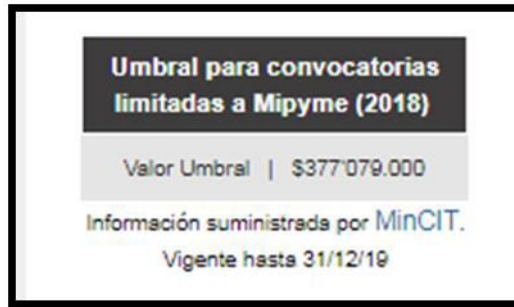 Umbral para convocatorias
limitadas a Mipyme (2018)
Valor Umbral | $377'079.000
Información suministrada por MinCIT.
Vigente hasta 31/12/19